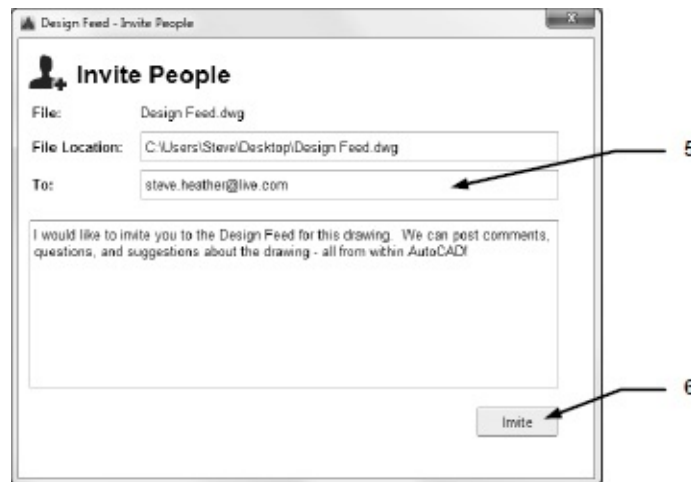 Design Feed - Invite People
x
Invite People
File: Design Feed.dwg
File Location: C:\Users\Steve\Desktop\Design Feed.dwg
5
To: steve.heather@live.com
I would like to invite you to the Design Feed for this drawing. We can post comments,
questions, and suggestions about the drawing - all from within AutoCAD!
6
Invite